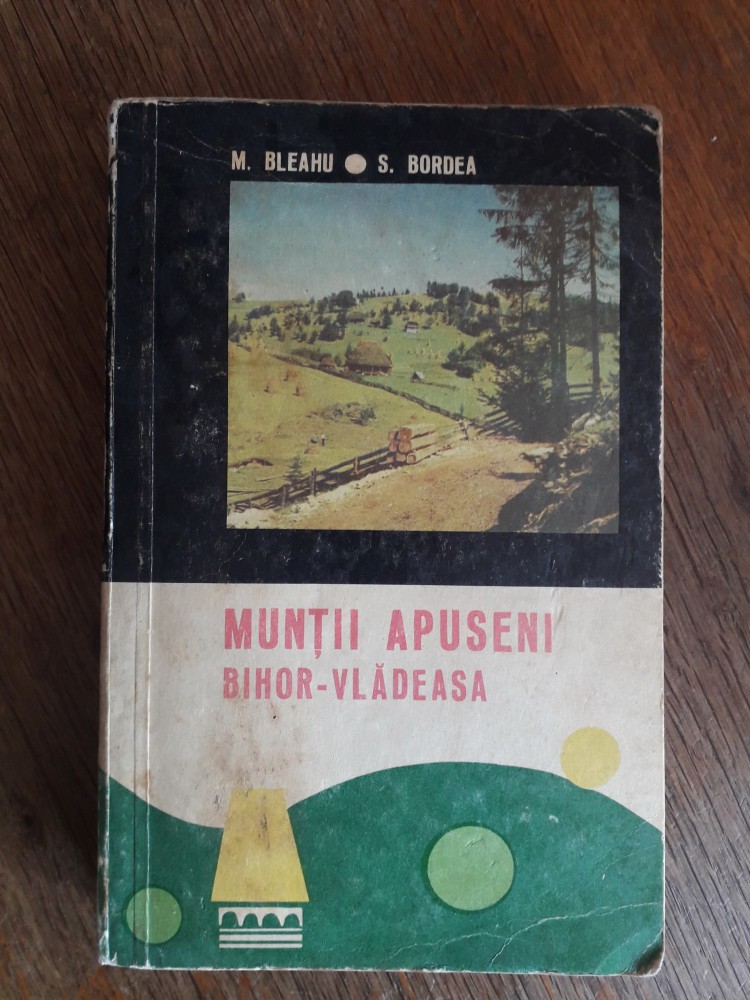 M. BLEAHU ● S. BORDEA
MUNȚII APUSENI
BIHOR-VLĂDEASA